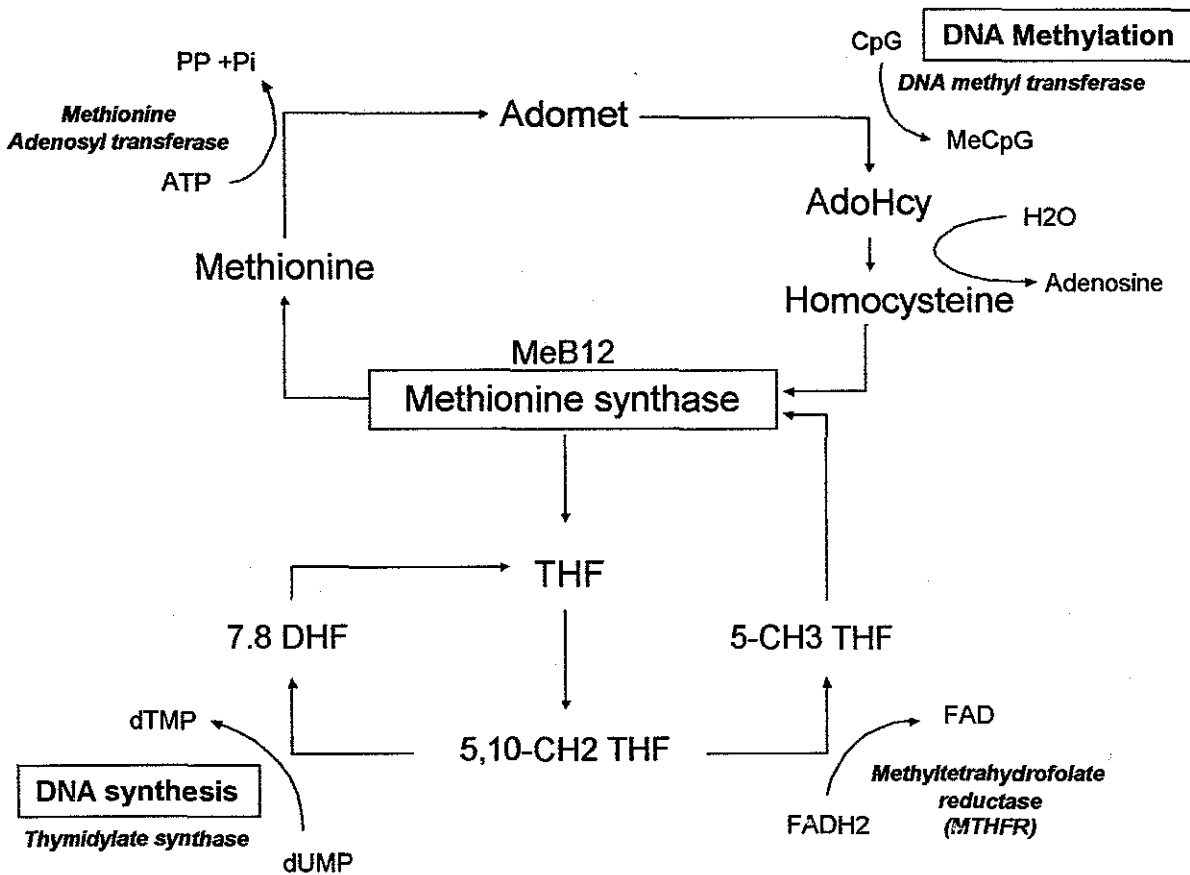 CpG
DNA Methylation
PP +Pi
DNA methyl transferase
Methionine
Adenosyl transferase
Adomet
MeCpG
ATP
AdoHcy
H2O
Methionine
Adenosine
Homocysteine
MeB12
Methionine synthase
THF
7.8 DHF
5-CH3 THF
dTMP
FAD
5,10-CH2 THF
DNA synthesis
Methyltetrahydrofolate
reductase
(MTHFR)
Thymidylate synthase
FADH2
dUMP